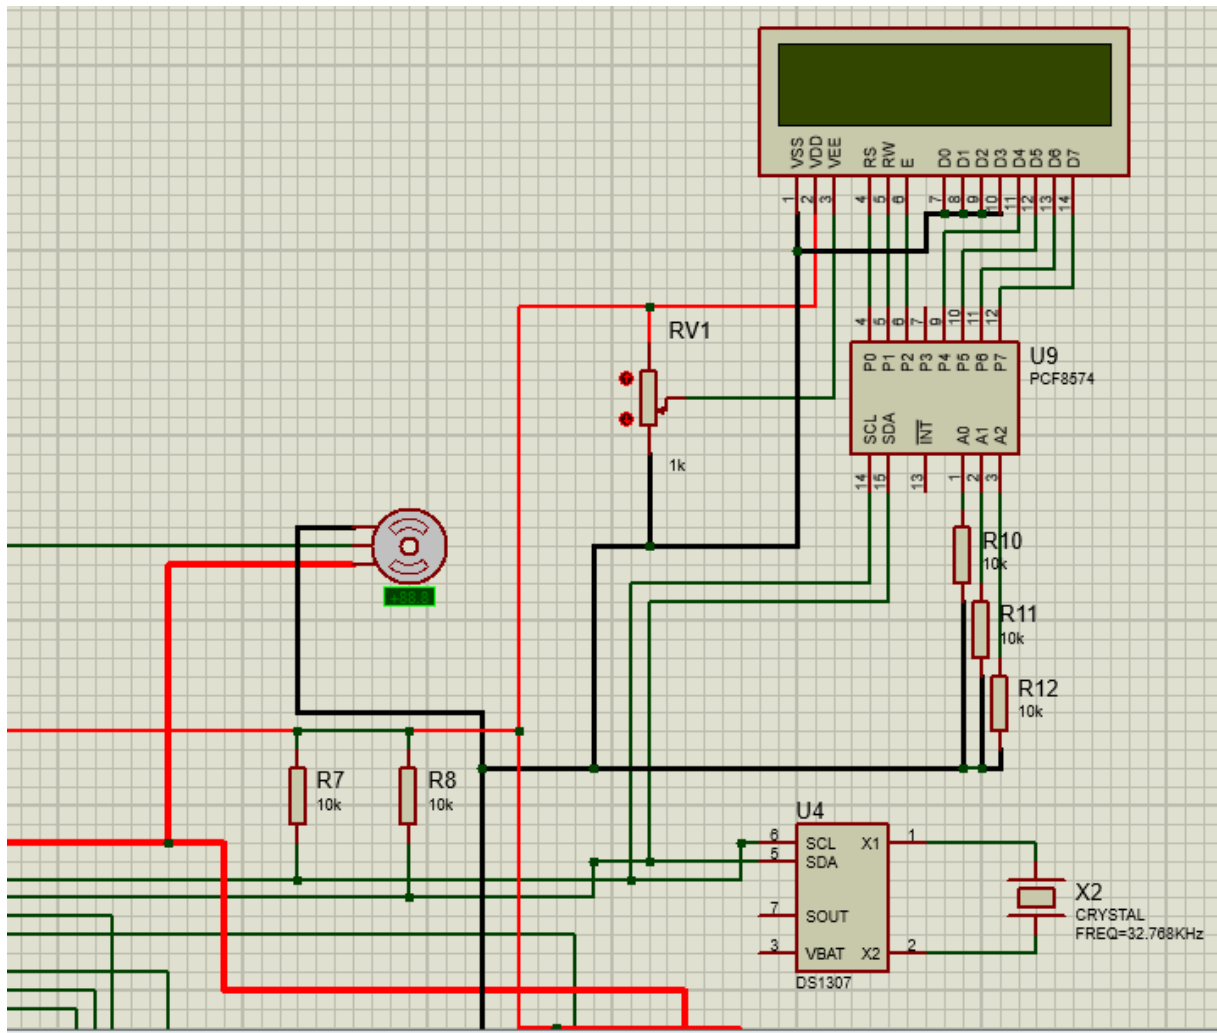 VSS VDD VEE RS RW E D0 D1 D2 D3 D4 D5 D6 D7
1 2 3 4 5 6 7 8 9 10 11 12 13 14
RV1
1k
4 5 6 7 9 10 11 12
P0 P1 P2 P3 P4 P5 P6 P7
U9
PCF8574
SCL SDA INT A0 A1 A2
14 15 13 1 2 3
R10
10k
+88.8
R11
10k
R12
10k
R7
10k
R8
10k
U4
6 SCL X1 1
5 SDA
7 SOUT
3 VBAT X2 2
DS1307
X2
CRYSTAL
FREQ=32.768KHz